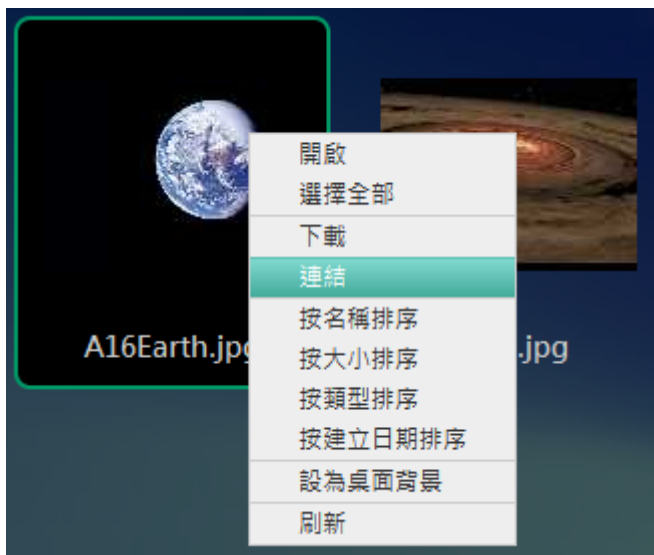 開啟
選擇全部
下載
連結
按名稱排序
A16Earth.jp
.jpg
按大小排序
按類型排序
按建立日期排序
設為桌面背景
刷新